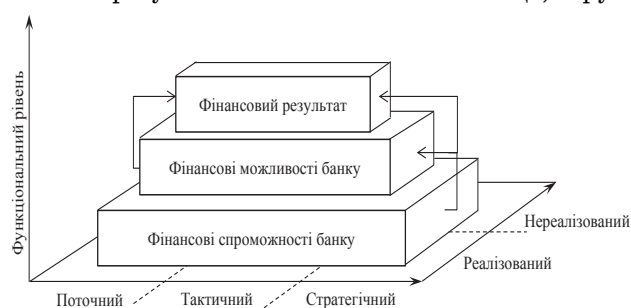 Функціональний рівень
Фінансовий результат
Фінансові можливості банку
Фінансові спроможності банку
Нереалізований
Реалізований
Поточний
Тактичний
Стратегічний